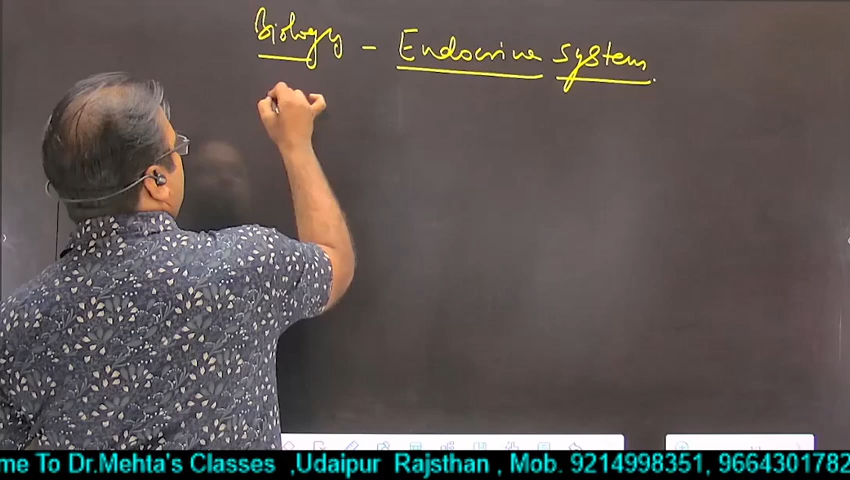 Biology - Endocrine system.
me To Dr.Mehta's Classes ,Udaipur Rajsthan , Mob. 9214998351, 9664301782